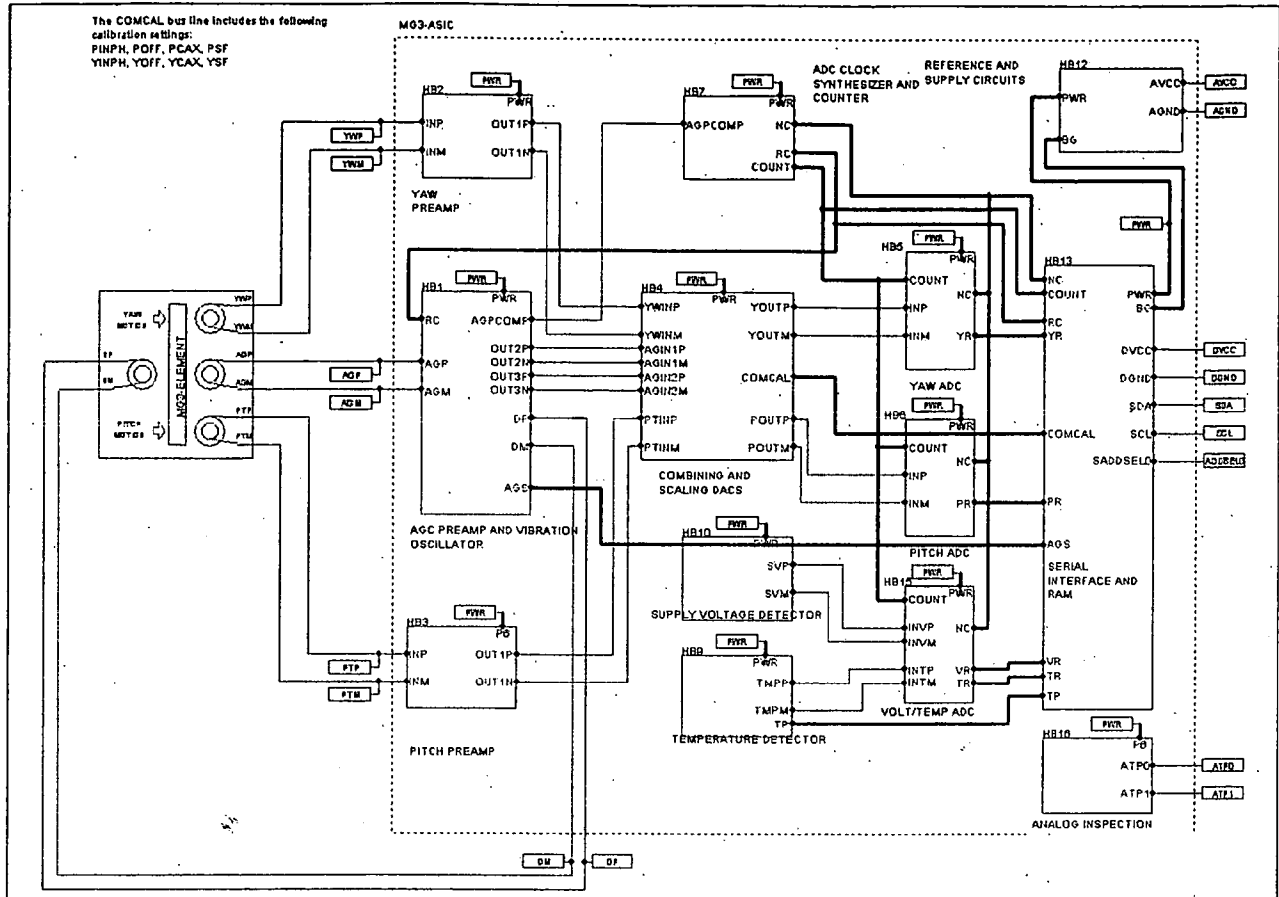 The COMCAL bus line includes the following
calibration settings:
PINPH, POFF, PCAX, PSF
YINPH, YOFF, YCAX, YSF
MG3-ASIC
HB2
PWR
PWR
INP
OUT1P
INM
OUT1N
YWP
YWM
YAW
PREAMP
HB7
PWR
PWR
AGPCOMP
NC
RC
COUNT
ADC CLOCK
SYNTHESIZER AND
COUNTER
REFERENCE AND
SUPPLY CIRCUITS
HB12
PWR
AVCC
AVCC
AGND
AGND
BG
YWP
YWM
YAW
MOTION
MG3-ELEMENT
AGP
AGM
PTP
PTM
PITCH
MOTION
AGP
AGM
HB1
PWR
PWR
RC
AGPCOMP
AGP
OUT2P
OUT2N
AGM
OUT3P
OUT3N
DP
DM
AGS
AGC PREAMP AND VIBRATION
OSCILLATOR
HB4
PWR
PWR
YWINP
YOUTP
YWINM
YOUTM
AGIN1P
AGIN1M
AGIN2P
COMCAL
AGIN2M
PTINP
POUTP
PTINM
POUTM
COMBINING AND
SCALING DACS
HB5
PWR
PWR
COUNT
NC
INP
INM
YR
YAW ADC
HB6
PWR
PWR
COUNT
NC
INP
INM
PR
PITCH ADC
PWR
HB13
NC
COUNT
PWR
RC
YR
DVCC
DVCC
DGND
DGND
SDA
SDA
COMCAL
SCL
SCL
SADDSEL0
PR
AGS
SERIAL
INTERFACE AND
RAM
VR
TR
TP
HB10
PWR
PWR
SVP
SVM
SUPPLY VOLTAGE DETECTOR
HB15
PWR
PWR
COUNT
INVP
NC
INVM
INTP
VR
INTM
TR
VOLT/TEMP ADC
HB9
PWR
PWR
TMPP
TMPM
TP
TEMPERATURE DETECTOR
HB3
PWR
P6
INP
OUT1P
INM
OUT1N
PTP
PTM
PITCH PREAMP
HB16
PWR
P6
ATP0
ATP0
ATP1
ATP1
ANALOG INSPECTION
DM
DP